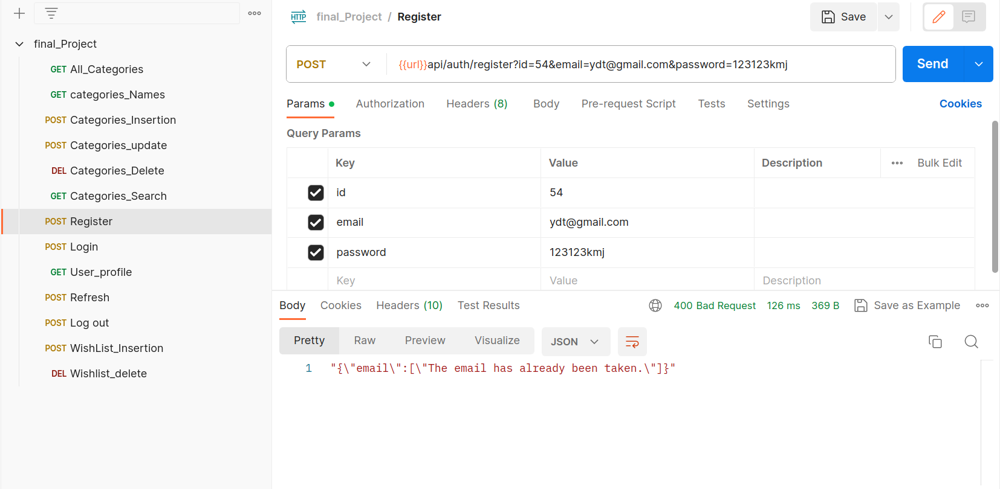 final_Project
GET All_Categories
GET categories_Names
POST Categories_Insertion
POST Categories_update
DEL Categories_Delete
GET Categories_Search
POST Register
POST Login
GET User_profile
POST Refresh
POST Log out
POST WishList_Insertion
DEL Wishlist_delete
HTTP final_Project / Register
Save
POST {{url}}api/auth/register?id=54&email=ydt@gmail.com&password=123123kmj
Send
Params Authorization Headers (8) Body Pre-request Script Tests Settings Cookies
Query Params
Key Value Description Bulk Edit
id 54
email ydt@gmail.com
password 123123kmj
Key Value Description
Body Cookies Headers (10) Test Results 400 Bad Request 126 ms 369 B Save as Example
Pretty Raw Preview Visualize JSON
1 "{\"email\":[\"The email has already been taken.\"]}"